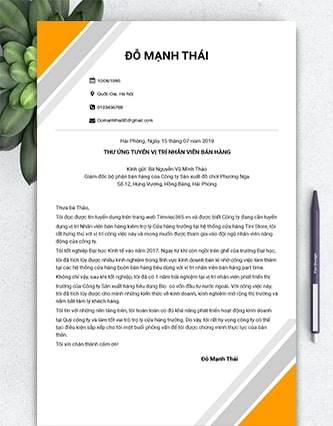 ĐỖ MẠNH THÁI
10/06/1995
Quốc Oai, Hà Nội
0123456789
Domanhthai95@gmail.com
Hải Phòng, Ngày 15 tháng 07 năm 2019
THƯ ỨNG TUYỂN VỊ TRÍ NHÂN VIÊN BÁN HÀNG
Kính gửi: Bà Nguyễn Vũ Minh Thảo
Giám đốc bộ phận bán hàng của Công ty Sản xuất đồ chơi Phương Nga
Số 12, Hùng Vương, Hồng Bàng, Hải Phòng
Thưa bà Thảo,
Tôi đọc được tin tuyển dụng trên trang web Timviec365.vn và được biết Công ty đang cần tuyển
dụng vị trí Nhân viên bán hàng kiêm trợ lý Cửa hàng trưởng tại hệ thống cửa hàng Tini Store, tôi
rất hứng thú với vị trí công việc này và mong muốn được tham gia vào đội ngũ nhân viên năng
động của công ty.
Tôi tốt nghiệp Đại học Kinh tế vào năm 2017. Ngay từ khi còn ngồi trên ghế của trường Đại học,
tôi đã tích lũy được nhiều kinh nghiệm trong lĩnh vực kinh doanh bán lẻ nhờ công việc làm thêm
tại các hệ thống cửa hàng buôn bán hàng tiêu dùng với vị trí nhân viên bán hàng part time.
Không chỉ vậy, sau khi tốt nghiệp, tôi đã có 1 năm kinh nghiệm tại vị trí nhân viên thị trường
của Công ty Sản xuất hàng tiêu dùng Bio có vốn đầu tư nước ngoài. Với công việc này,
tôi đã tích lũy được cho mình những kiến thức về kinh doanh, kinh nghiệm mở rộng thị trường và
nắm bắt tâm lý khách hàng.
Tôi tin với những nền tảng trên, tôi hoàn toàn có đủ khả năng phát triển hoạt động kinh doanh
tại Quý công ty và làm tốt vai trò trợ lý cửa hàng trưởng. Do vậy, tôi rất hy vọng công ty có thể
tạo điều kiện sắp xếp cho tôi một buổi phỏng vấn để tôi được chứng minh thực lực của bản
thân.
Tôi xin chân thành cảm ơn!
Đỗ Mạnh Thái